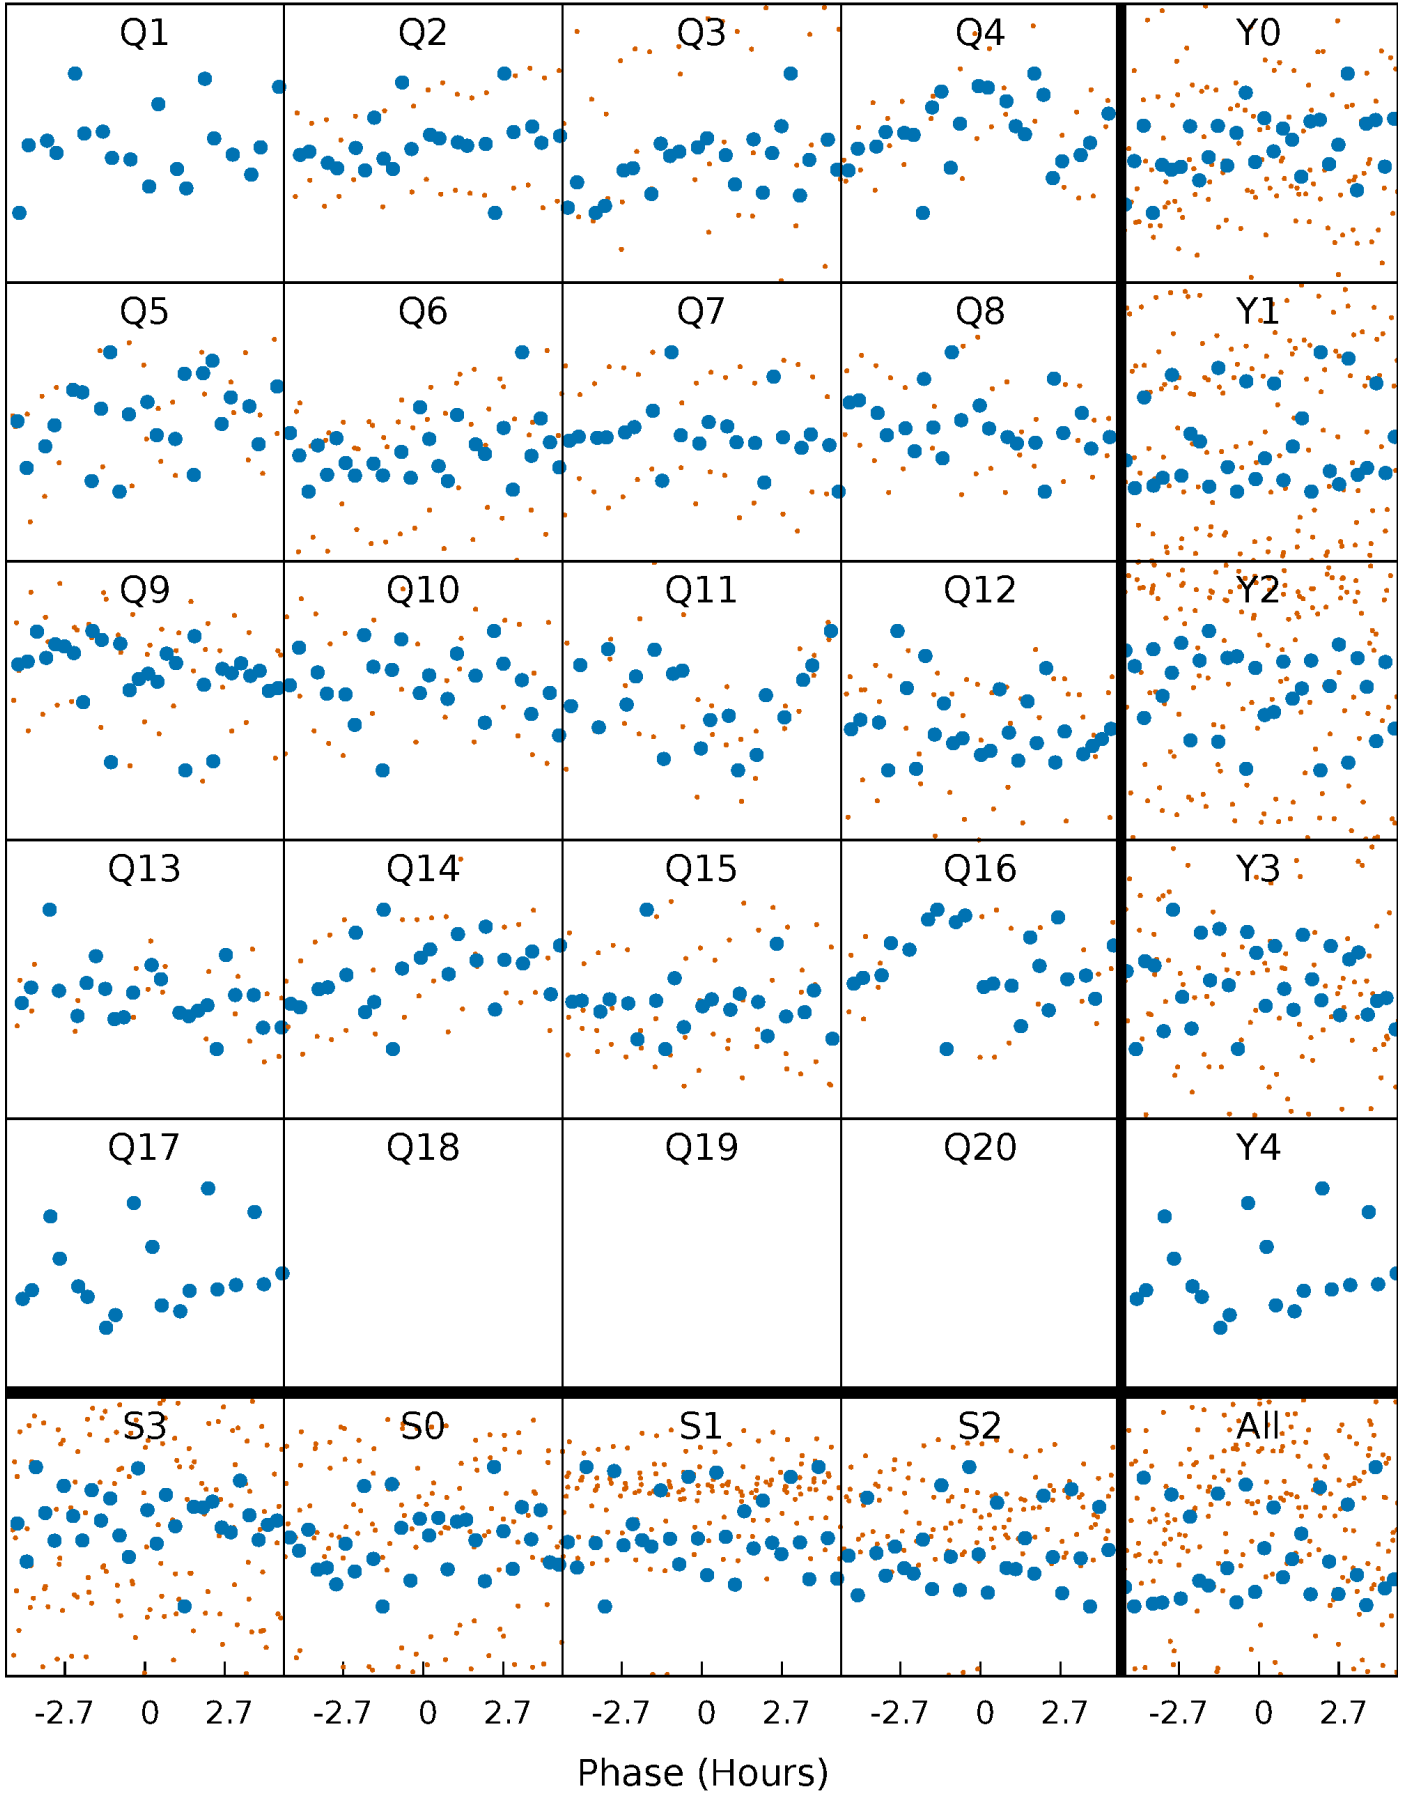 Q1 Q2 Q3 Q4 Y0
Q5 Q6 Q7 Q8 Y1
Q9 Q10 Q11 Q12 Y2
Q13 Q14 Q15 Q16 Y3
Q17 Q18 Q19 Q20 Y4
S3 S0 S1 S2 All
-2.7 0 2.7 -2.7 0 2.7 -2.7 0 2.7 -2.7 0 2.7 -2.7 0 2.7
Phase (Hours)